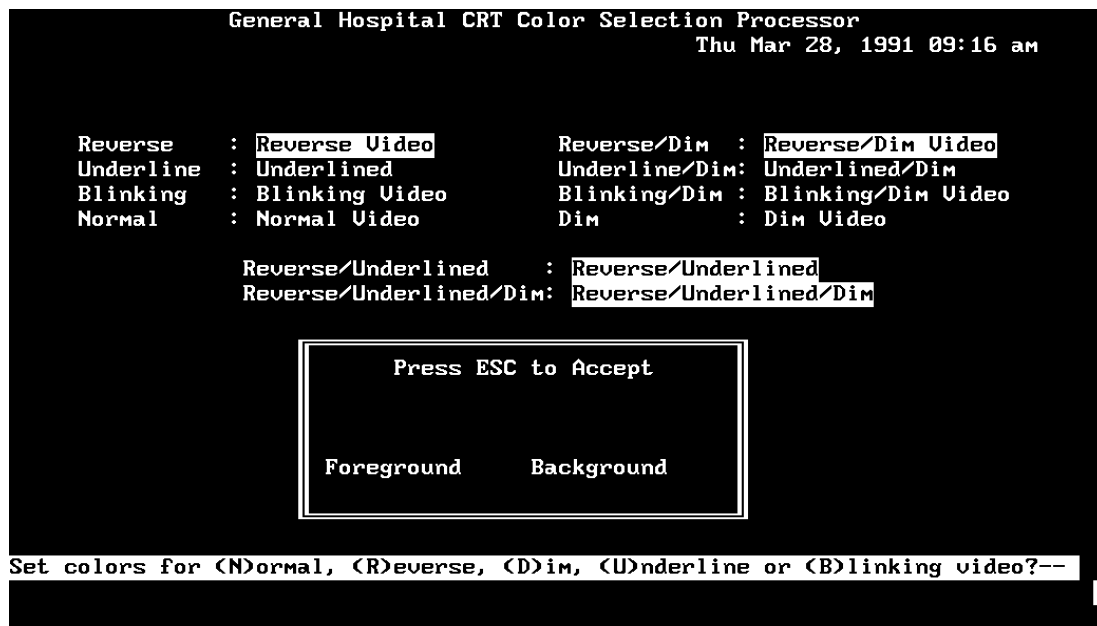 General Hospital CRT Color Selection Processor
Thu Mar 28, 1991 09:16 am
Reverse : Reverse Video Reverse/Dim : Reverse/Dim Video
Underline : Underlined Underline/Dim: Underlined/Dim
Blinking : Blinking Video Blinking/Dim : Blinking/Dim Video
Normal : Normal Video Dim : Dim Video
Reverse/Underlined : Reverse/Underlined
Reverse/Underlined/Dim: Reverse/Underlined/Dim
Press ESC to Accept
Foreground Background
Set colors for (N)ormal, (R)everse, (D)im, (U)nderline or (B)linking video?--